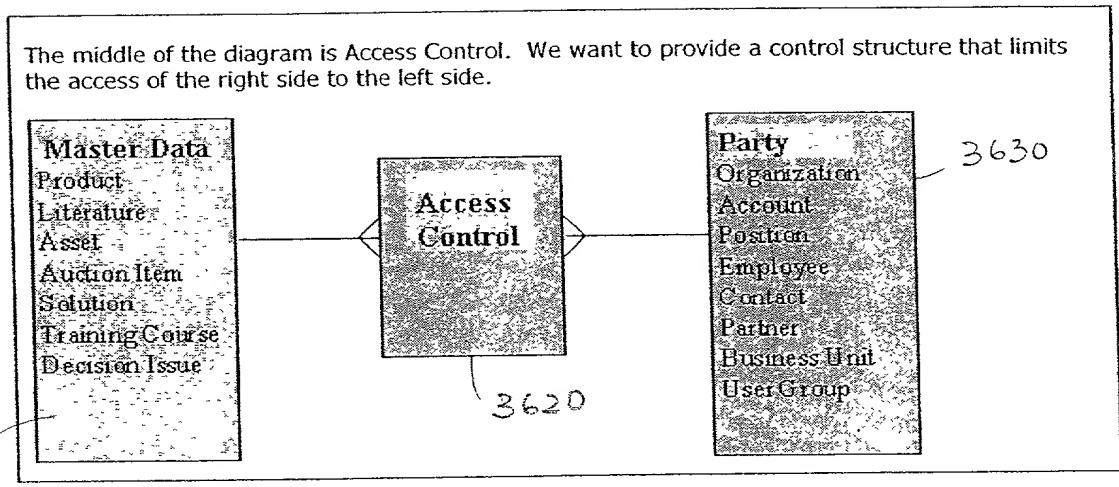 The middle of the diagram is Access Control. We want to provide a control structure that limits
the access of the right side to the left side.
Master Data
Product
Literature
Asset
Auction Item
Solution
Training Course
Decision Issue
Access
Control
3620
Party
Organization
Account
Position
Employee
Contact
Partner
Business Unit
User Group
3630